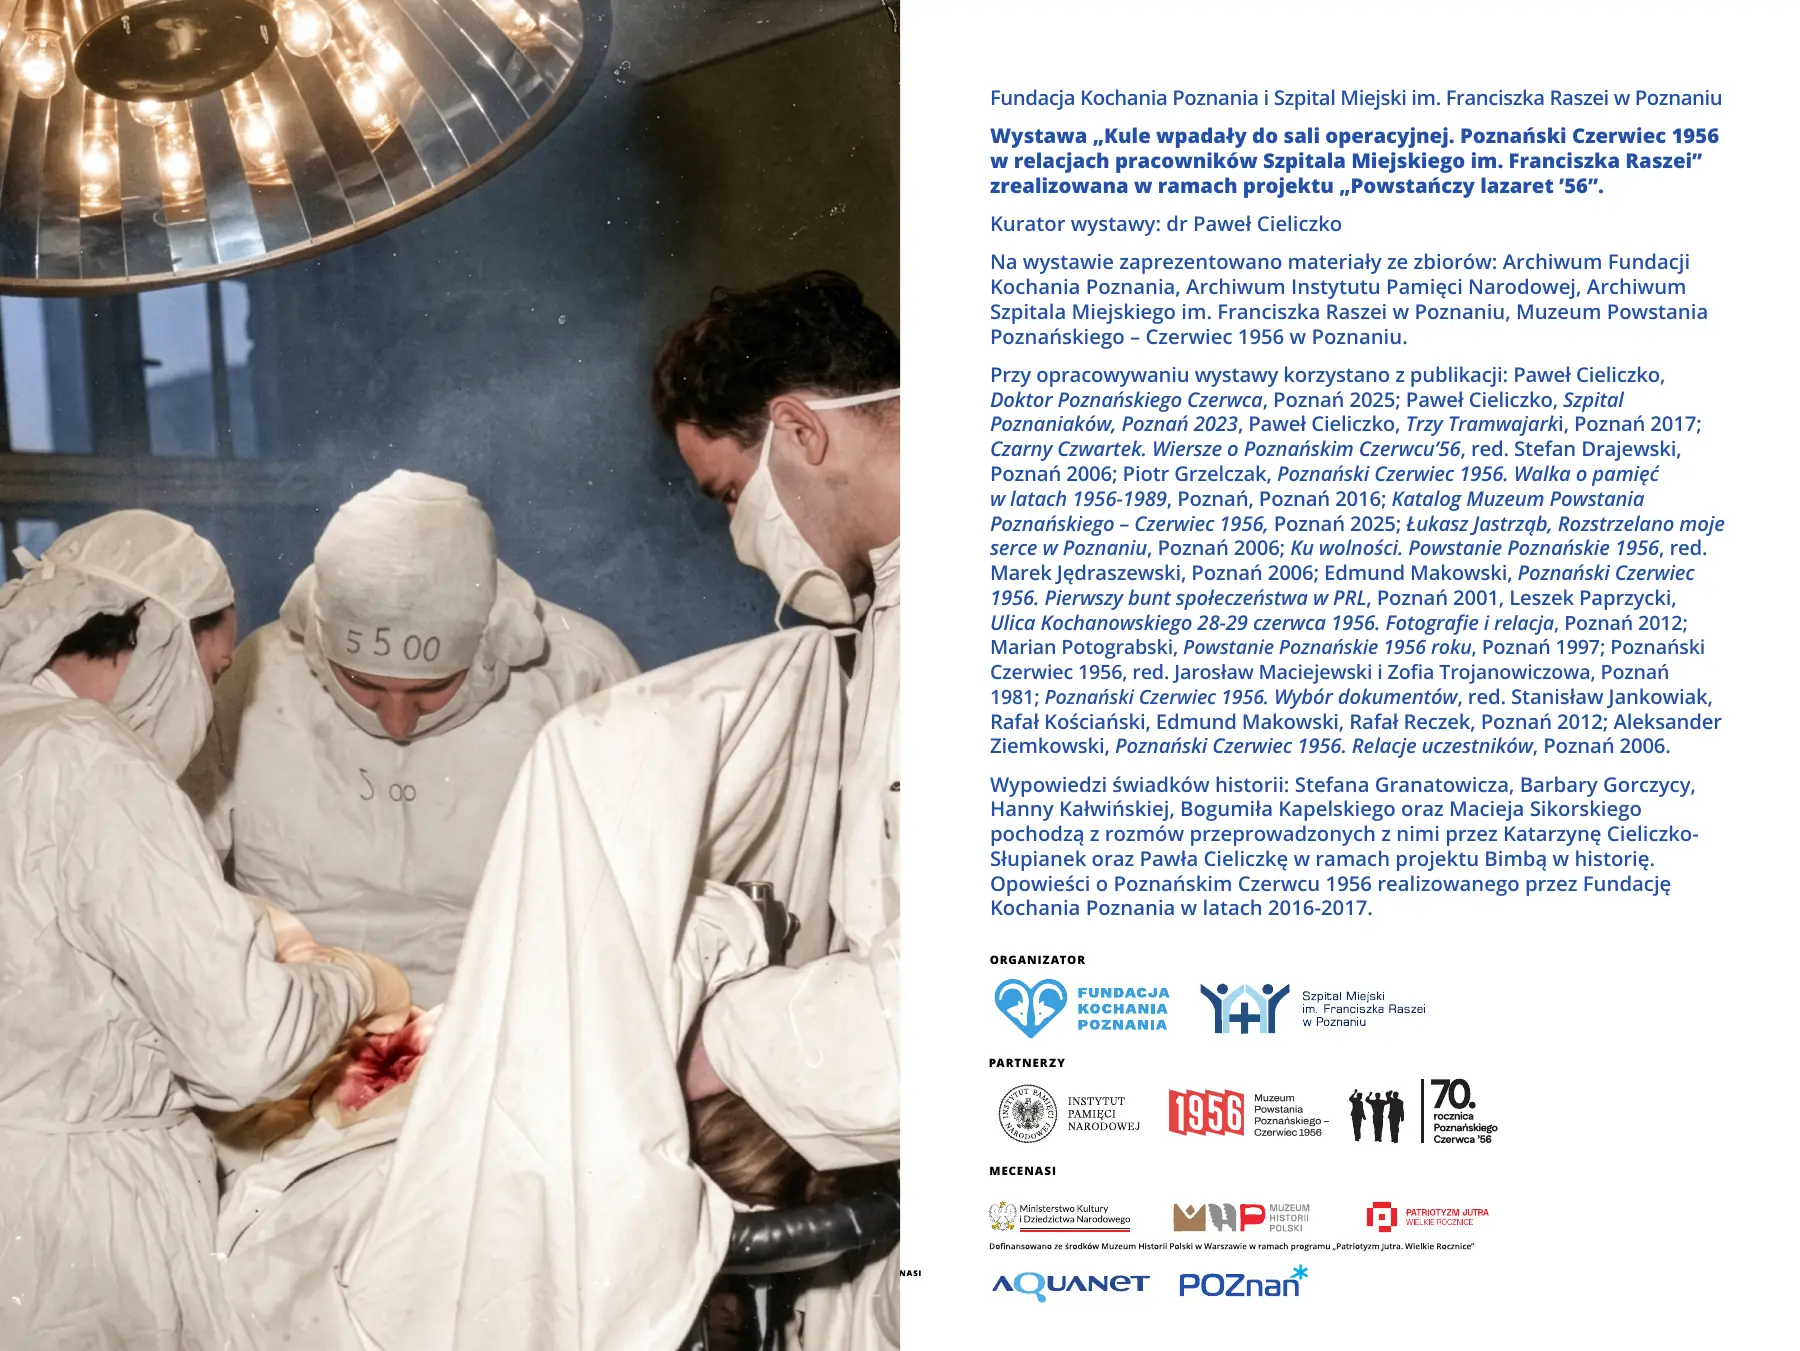 5 5 00
5 00
Fundacja Kochania Poznania i Szpital Miejski im. Franciszka Raszei w Poznaniu
Wystawa „Kule wpadały do sali operacyjnej. Poznański Czerwiec 1956
w relacjach pracowników Szpitala Miejskiego im. Franciszka Raszei”
zrealizowana w ramach projektu „Powstańczy lazaret ’56”.
Kurator wystawy: dr Paweł Cieliczko
Na wystawie zaprezentowano materiały ze zbiorów: Archiwum Fundacji
Kochania Poznania, Archiwum Instytutu Pamięci Narodowej, Archiwum
Szpitala Miejskiego im. Franciszka Raszei w Poznaniu, Muzeum Powstania
Poznańskiego – Czerwiec 1956 w Poznaniu.
Przy opracowywaniu wystawy korzystano z publikacji: Paweł Cieliczko,
Doktor Poznańskiego Czerwca, Poznań 2025; Paweł Cieliczko, Szpital
Poznaniaków, Poznań 2023, Paweł Cieliczko, Trzy Tramwajarki, Poznań 2017;
Czarny Czwartek. Wiersze o Poznańskim Czerwcu’56, red. Stefan Drajewski,
Poznań 2006; Piotr Grzelczak, Poznański Czerwiec 1956. Walka o pamięć
w latach 1956-1989, Poznań, Poznań 2016; Katalog Muzeum Powstania
Poznańskiego – Czerwiec 1956, Poznań 2025; Łukasz Jastrząb, Rozstrzelano moje
serce w Poznaniu, Poznań 2006; Ku wolności. Powstanie Poznańskie 1956, red.
Marek Jędraszewski, Poznań 2006; Edmund Makowski, Poznański Czerwiec
1956. Pierwszy bunt społeczeństwa w PRL, Poznań 2001, Leszek Paprzycki,
Ulica Kochanowskiego 28-29 czerwca 1956. Fotografie i relacja, Poznań 2012;
Marian Potograbski, Powstanie Poznańskie 1956 roku, Poznań 1997; Poznański
Czerwiec 1956, red. Jarosław Maciejewski i Zofia Trojanowiczowa, Poznań
1981; Poznański Czerwiec 1956. Wybór dokumentów, red. Stanisław Jankowiak,
Rafał Kościański, Edmund Makowski, Rafał Reczek, Poznań 2012; Aleksander
Ziemkowski, Poznański Czerwiec 1956. Relacje uczestników, Poznań 2006.
Wypowiedzi świadków historii: Stefana Granatowicza, Barbary Gorczycy,
Hanny Kałwińskiej, Bogumiła Kapelskiego oraz Macieja Sikorskiego
pochodzą z rozmów przeprowadzonych z nimi przez Katarzynę Cieliczko-
Słupianek oraz Pawła Cieliczkę w ramach projektu Bimbą w historię.
Opowieści o Poznańskim Czerwcu 1956 realizowanego przez Fundację
Kochania Poznania w latach 2016-2017.
ORGANIZATOR
FUNDACJA
KOCHANIA
POZNANIA
Szpital Miejski
im. Franciszka Raszei
w Poznaniu
PARTNERZY
INSTYTUT PAMIĘCI NARODOWEJ
INSTYTUT
PAMIĘCI
NARODOWEJ
1956
Muzeum
Powstania
Poznańskiego –
Czerwiec 1956
70.
rocznica
Poznańskiego
Czerwca ’56
MECENASI
Ministerstwo Kultury
i Dziedzictwa Narodowego
MHP
MUZEUM
HISTORII
POLSKI
PATRIOTYZM JUTRA
WIELKIE ROCZNICE
Dofinansowano ze środków Muzeum Historii Polski w Warszawie w ramach programu „Patriotyzm Jutra. Wielkie Rocznice”
NASI
AQUANET
POZnan*